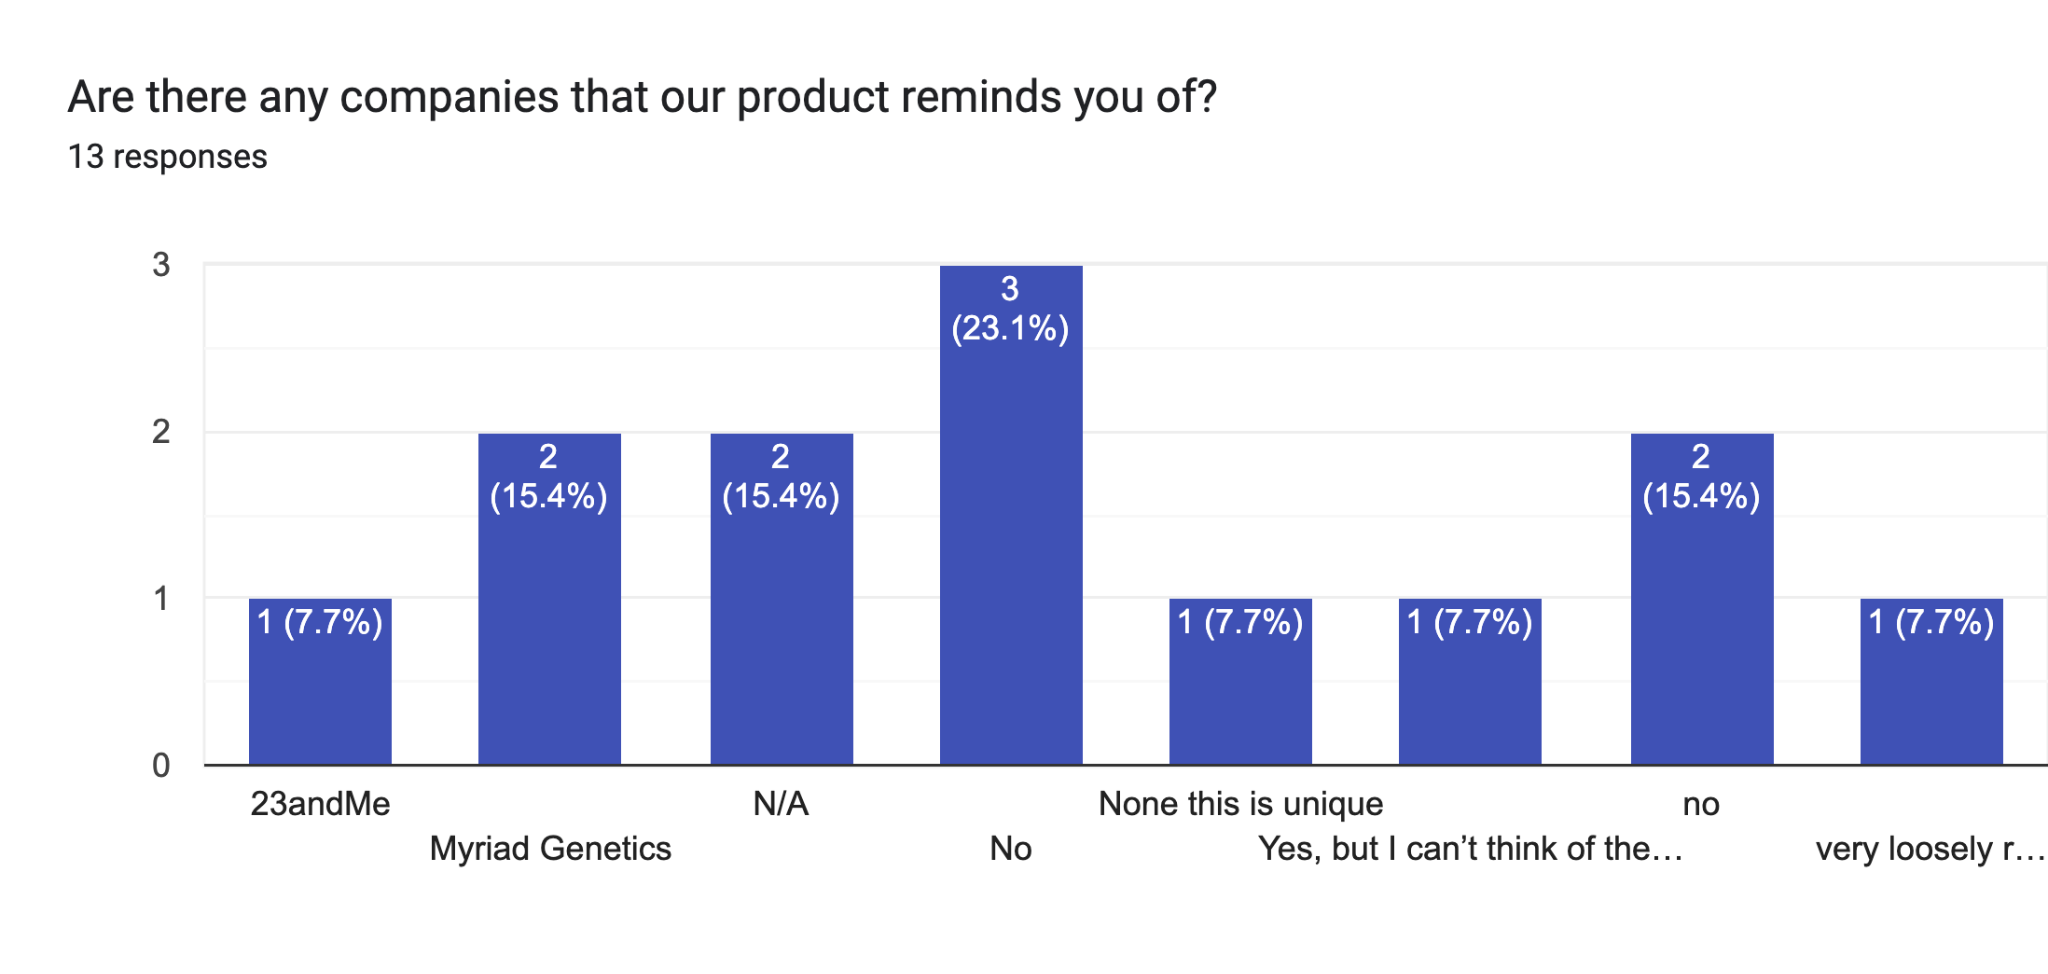 Are there any companies that our product reminds you of?
13 responses
3
2
1
0
1 (7.7%)
2
(15.4%)
2
(15.4%)
3
(23.1%)
1 (7.7%)
1 (7.7%)
2
(15.4%)
1 (7.7%)
23andMe
Myriad Genetics
N/A
No
None this is unique
Yes, but I can’t think of the…
no
very loosely r…